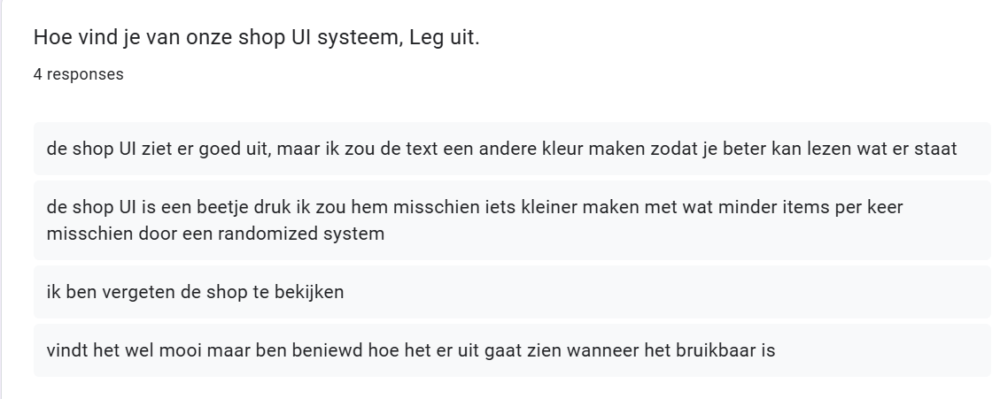 Hoe vind je van onze shop UI systeem, Leg uit.
4 responses
de shop UI ziet er goed uit, maar ik zou de text een andere kleur maken zodat je beter kan lezen wat er staat
de shop UI is een beetje druk ik zou hem misschien iets kleiner maken met wat minder items per keer
misschien door een randomized system
ik ben vergeten de shop te bekijken
vindt het wel mooi maar ben beniewd hoe het er uit gaat zien wanneer het bruikbaar is